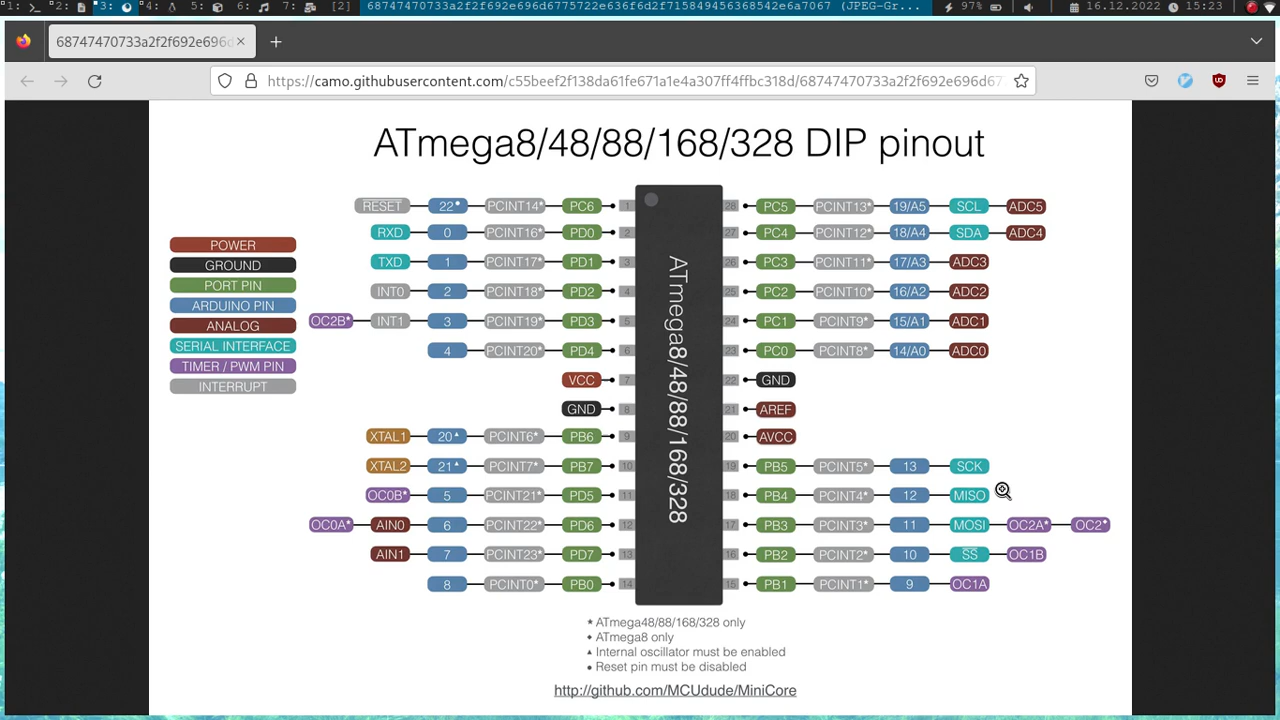 1: 2: 3: 4: 5: 6: 7: [2] 68747470733a2f2f692e696d6775722e636f6d2f715849456368542e6a7067 (JPEG-Gr... 97% 16.12.2022 15:23
68747470733a2f2f692e696d
https://camo.githubusercontent.com/c55beef2f138da61fe671a1e4a307ff4ffbc318d/68747470733a2f2f692e696d67
ATmega8/48/88/168/328 DIP pinout
RESET 22 PCINT14* PC6 1 28 PC5 PCINT13* 19/A5 SCL ADC5
RXD 0 PCINT16* PD0 2 27 PC4 PCINT12* 18/A4 SDA ADC4
TXD 1 PCINT17* PD1 3 26 PC3 PCINT11* 17/A3 ADC3
INT0 2 PCINT18* PD2 4 25 PC2 PCINT10* 16/A2 ADC2
OC2B* INT1 3 PCINT19* PD3 5 24 PC1 PCINT9* 15/A1 ADC1
4 PCINT20* PD4 6 23 PC0 PCINT8* 14/A0 ADC0
VCC 7 22 GND
GND 8 21 AREF
XTAL1 20 PCINT6* PB6 9 20 AVCC
XTAL2 21 PCINT7* PB7 10 19 PB5 PCINT5* 13 SCK
OC0B* 5 PCINT21* PD5 11 18 PB4 PCINT4* 12 MISO
OC0A* AIN0 6 PCINT22* PD6 12 17 PB3 PCINT3* 11 MOSI OC2A* OC2*
AIN1 7 PCINT23* PD7 13 16 PB2 PCINT2* 10 SS OC1B
8 PCINT0* PB0 14 15 PB1 PCINT1* 9 OC1A
POWER
GROUND
PORT PIN
ARDUINO PIN
ANALOG
SERIAL INTERFACE
TIMER / PWM PIN
INTERRUPT
ATmega8/48/88/168/328
* ATmega48/88/168/328 only
ATmega8 only
Internal oscillator must be enabled
Reset pin must be disabled
http://github.com/MCUdude/MiniCore